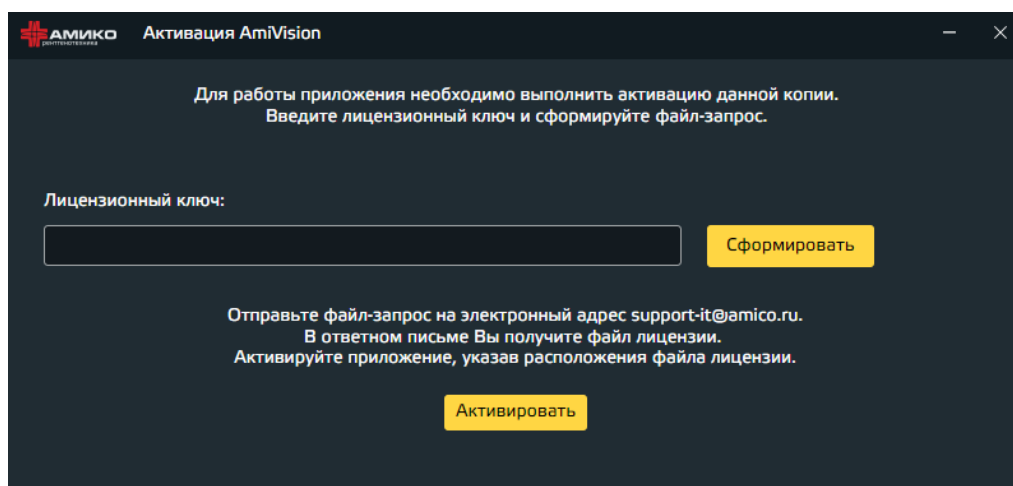 АМИКО
РЕНТГЕНОТЕХНИКА
Активация AmiVision
Для работы приложения необходимо выполнить активацию данной копии.
Введите лицензионный ключ и сформируйте файл-запрос.
Лицензионный ключ:
Сформировать
Отправьте файл-запрос на электронный адрес support-it@amico.ru.
В ответном письме Вы получите файл лицензии.
Активируйте приложение, указав расположения файла лицензии.
Активировать